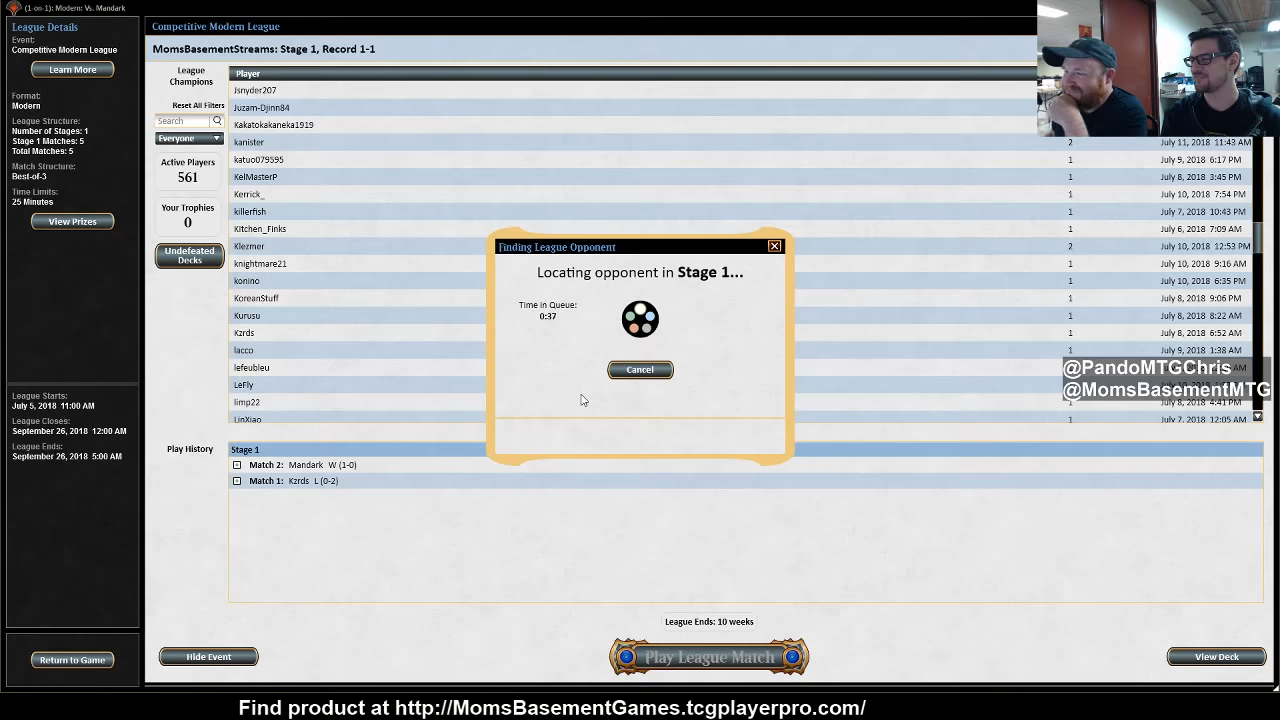 (1-on-1): Modern: Vs. Mandark
League Details
Event:
Competitive Modern League
Learn More
Format:
Modern
League Structure:
Number of Stages: 1
Stage 1 Matches: 5
Total Matches: 5
Match Structure:
Best-of-3
Time Limits:
25 Minutes
View Prizes
League Starts:
July 5, 2018 11:00 AM
League Closes:
September 26, 2018 12:00 AM
League Ends:
September 26, 2018 5:00 AM
Return to Game
Competitive Modern League
MomsBasementStreams: Stage 1, Record 1-1
League
Champions
Reset All Filters
Search
Everyone
Active Players
561
Your Trophies
0
Undefeated
Decks
Player
Jsnyder207
Juzam-Djinn84
Kakatokakaneka1919
kanister 2 July 11, 2018 11:43 AM
katuo079595 1 July 9, 2018 6:17 PM
KelMasterP 1 July 8, 2018 3:45 PM
Kerrick_ 1 July 10, 2018 7:54 PM
killerfish 1 July 7, 2018 10:43 PM
Kitchen_Finks 1 July 6, 2018 7:09 AM
Klezmer 2 July 10, 2018 12:53 PM
knightmare21 1 July 10, 2018 9:16 AM
konino 1 July 10, 2018 6:35 PM
KoreanStuff 1 July 8, 2018 9:06 PM
Kurusu 1 July 8, 2018 8:22 AM
Kzrds 1 July 8, 2018 6:52 AM
lacco 1 July 9, 2018 1:38 AM
lefeubleu
LeFly
limp22 1 July 8, 2018 4:41 PM
LinXiao 1 July 7, 2018 12:05 AM
Finding League Opponent
Locating opponent in Stage 1...
Time in Queue:
0:37
Cancel
@PandoMTGChris
@MomsBasementMTG
Play History
Stage 1
Match 2: Mandark W (1-0)
Match 1: Kzrds L (0-2)
League Ends: 10 weeks
Hide Event
Play League Match
View Deck
Find product at http://MomsBasementGames.tcgplayerpro.com/